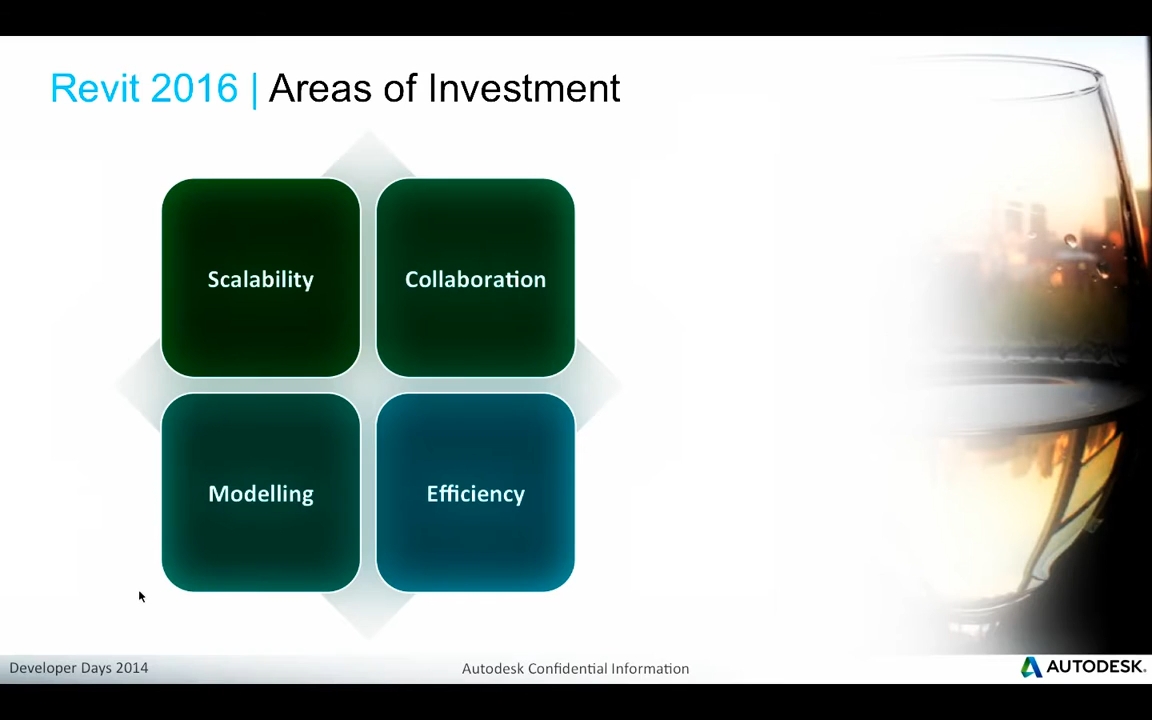 Revit 2016 | Areas of Investment
Scalability
Collaboration
Modelling
Efficiency
Developer Days 2014
Autodesk Confidential Information
AUTODESK.